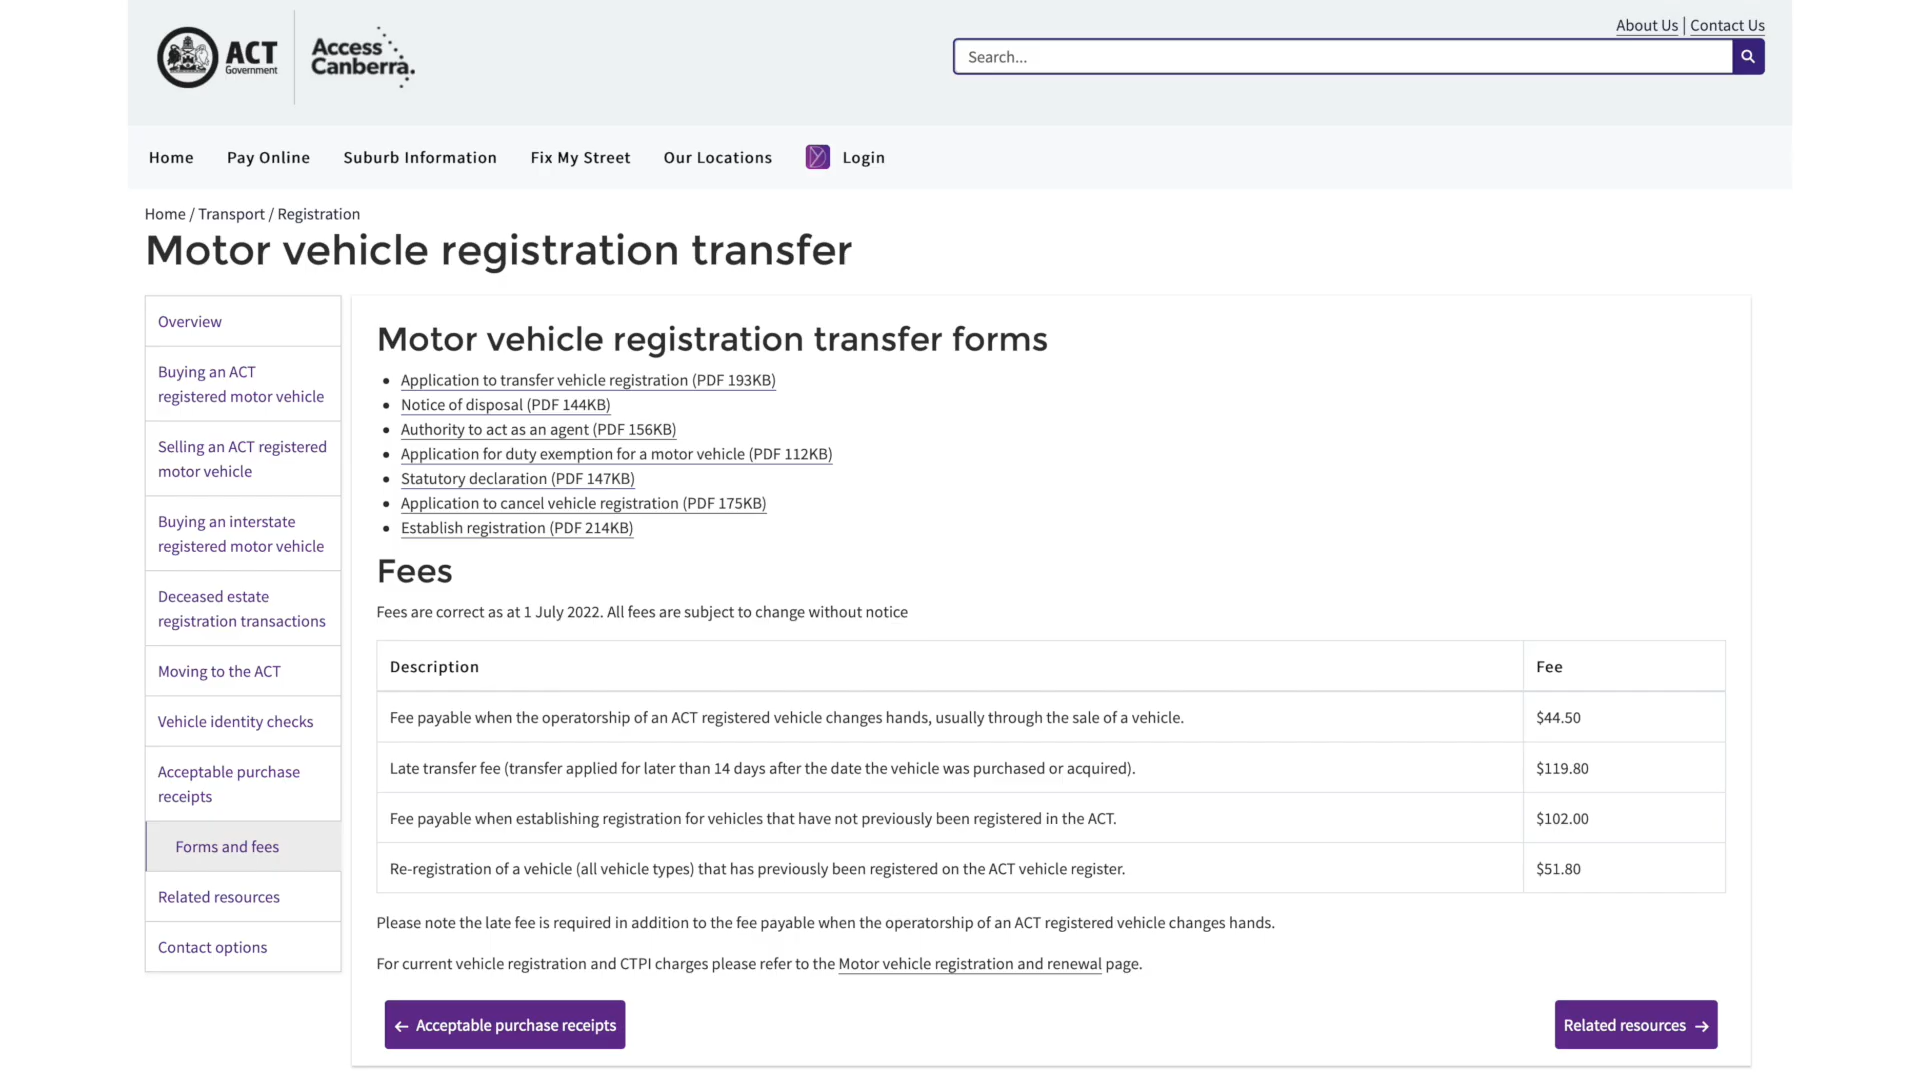 About Us | Contact Us
ACT
Government
Access
Canberra.
Search...
Home
Pay Online
Suburb Information
Fix My Street
Our Locations
Login
Home / Transport / Registration
Motor vehicle registration transfer
Overview
Buying an ACT
registered motor vehicle
Selling an ACT registered
motor vehicle
Buying an interstate
registered motor vehicle
Deceased estate
registration transactions
Moving to the ACT
Vehicle identity checks
Acceptable purchase
receipts
Forms and fees
Related resources
Contact options
Motor vehicle registration transfer forms
Application to transfer vehicle registration (PDF 193KB)
Notice of disposal (PDF 144KB)
Authority to act as an agent (PDF 156KB)
Application for duty exemption for a motor vehicle (PDF 112KB)
Statutory declaration (PDF 147KB)
Application to cancel vehicle registration (PDF 175KB)
Establish registration (PDF 214KB)
Fees
Fees are correct as at 1 July 2022. All fees are subject to change without notice
Description Fee
Fee payable when the operatorship of an ACT registered vehicle changes hands, usually through the sale of a vehicle. $44.50
Late transfer fee (transfer applied for later than 14 days after the date the vehicle was purchased or acquired). $119.80
Fee payable when establishing registration for vehicles that have not previously been registered in the ACT. $102.00
Re-registration of a vehicle (all vehicle types) that has previously been registered on the ACT vehicle register. $51.80
Please note the late fee is required in addition to the fee payable when the operatorship of an ACT registered vehicle changes hands.
For current vehicle registration and CTPI charges please refer to the Motor vehicle registration and renewal page.
← Acceptable purchase receipts
Related resources →